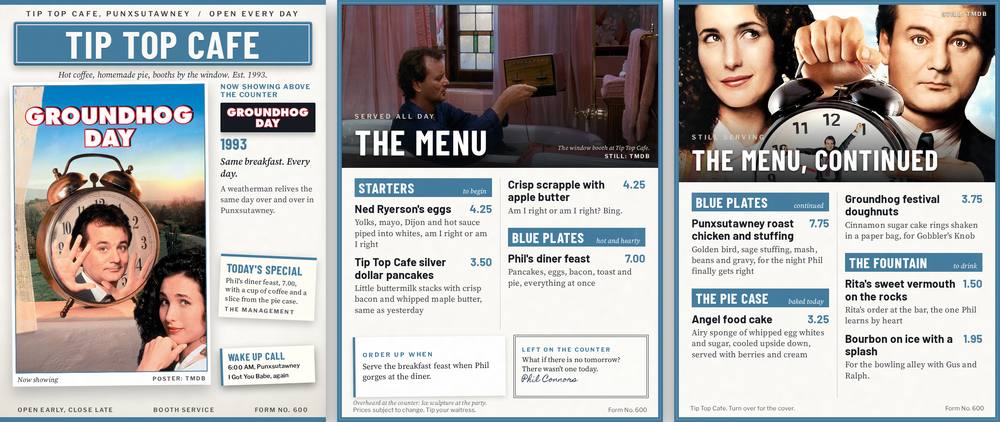 TIP TOP CAFE, PUNXSUTAWNEY / OPEN EVERY DAY
TIP TOP CAFE
Hot coffee, homemade pie, booths by the window. Est. 1993.
GROUNDHOG
DAY
Now showing
POSTER: TMDB
NOW SHOWING ABOVE
THE COUNTER
GROUNDHOG
DAY
1993
Same breakfast. Every
day.
A weatherman relives the
same day over and over in
Punxsutawney.
TODAY'S SPECIAL
Phil's diner feast, 7.00,
with a cup of coffee and a
slice from the pie case.
THE MANAGEMENT
WAKE UP CALL
6:00 AM, Punxsutawney
I Got You Babe, again
OPEN EARLY, CLOSE LATE
BOOTH SERVICE
FORM NO. 600
SERVED ALL DAY
THE MENU
The window booth at Tip Top Cafe.
STILL: TMDB
STARTERS to begin
Ned Ryerson's eggs 4.25
Yolks, mayo, Dijon and hot sauce
piped into whites, am I right or am
I right
Tip Top Cafe silver 3.50
dollar pancakes
Little buttermilk stacks with crisp
bacon and whipped maple butter,
same as yesterday
Crisp scrapple with 4.25
apple butter
Am I right or am I right? Bing.
BLUE PLATES hot and hearty
Phil's diner feast 7.00
Pancakes, eggs, bacon, toast and
pie, everything at once
ORDER UP WHEN
Serve the breakfast feast when Phil
gorges at the diner.
LEFT ON THE COUNTER
What if there is no tomorrow?
There wasn't one today.
Phil Connors
Overheard at the counter: Ice sculpture at the party.
Prices subject to change. Tip your waitress.
Form No. 600
STILL: TMDB
STILL SERVING
THE MENU, CONTINUED
BLUE PLATES continued
Punxsutawney roast 7.75
chicken and stuffing
Golden bird, sage stuffing, mash,
beans and gravy, for the night Phil
finally gets right
THE PIE CASE baked today
Angel food cake 3.25
Airy sponge of whipped egg whites
and sugar, cooled upside down,
served with berries and cream
Groundhog festival 3.75
doughnuts
Cinnamon sugar cake rings shaken
in a paper bag, for Gobbler's Knob
THE FOUNTAIN to drink
Rita's sweet vermouth 1.50
on the rocks
Rita's order at the bar, the one Phil
learns by heart
Bourbon on ice with a 1.95
splash
For the bowling alley with Gus and
Ralph.
Tip Top Cafe. Turn over for the cover.
Form No. 600